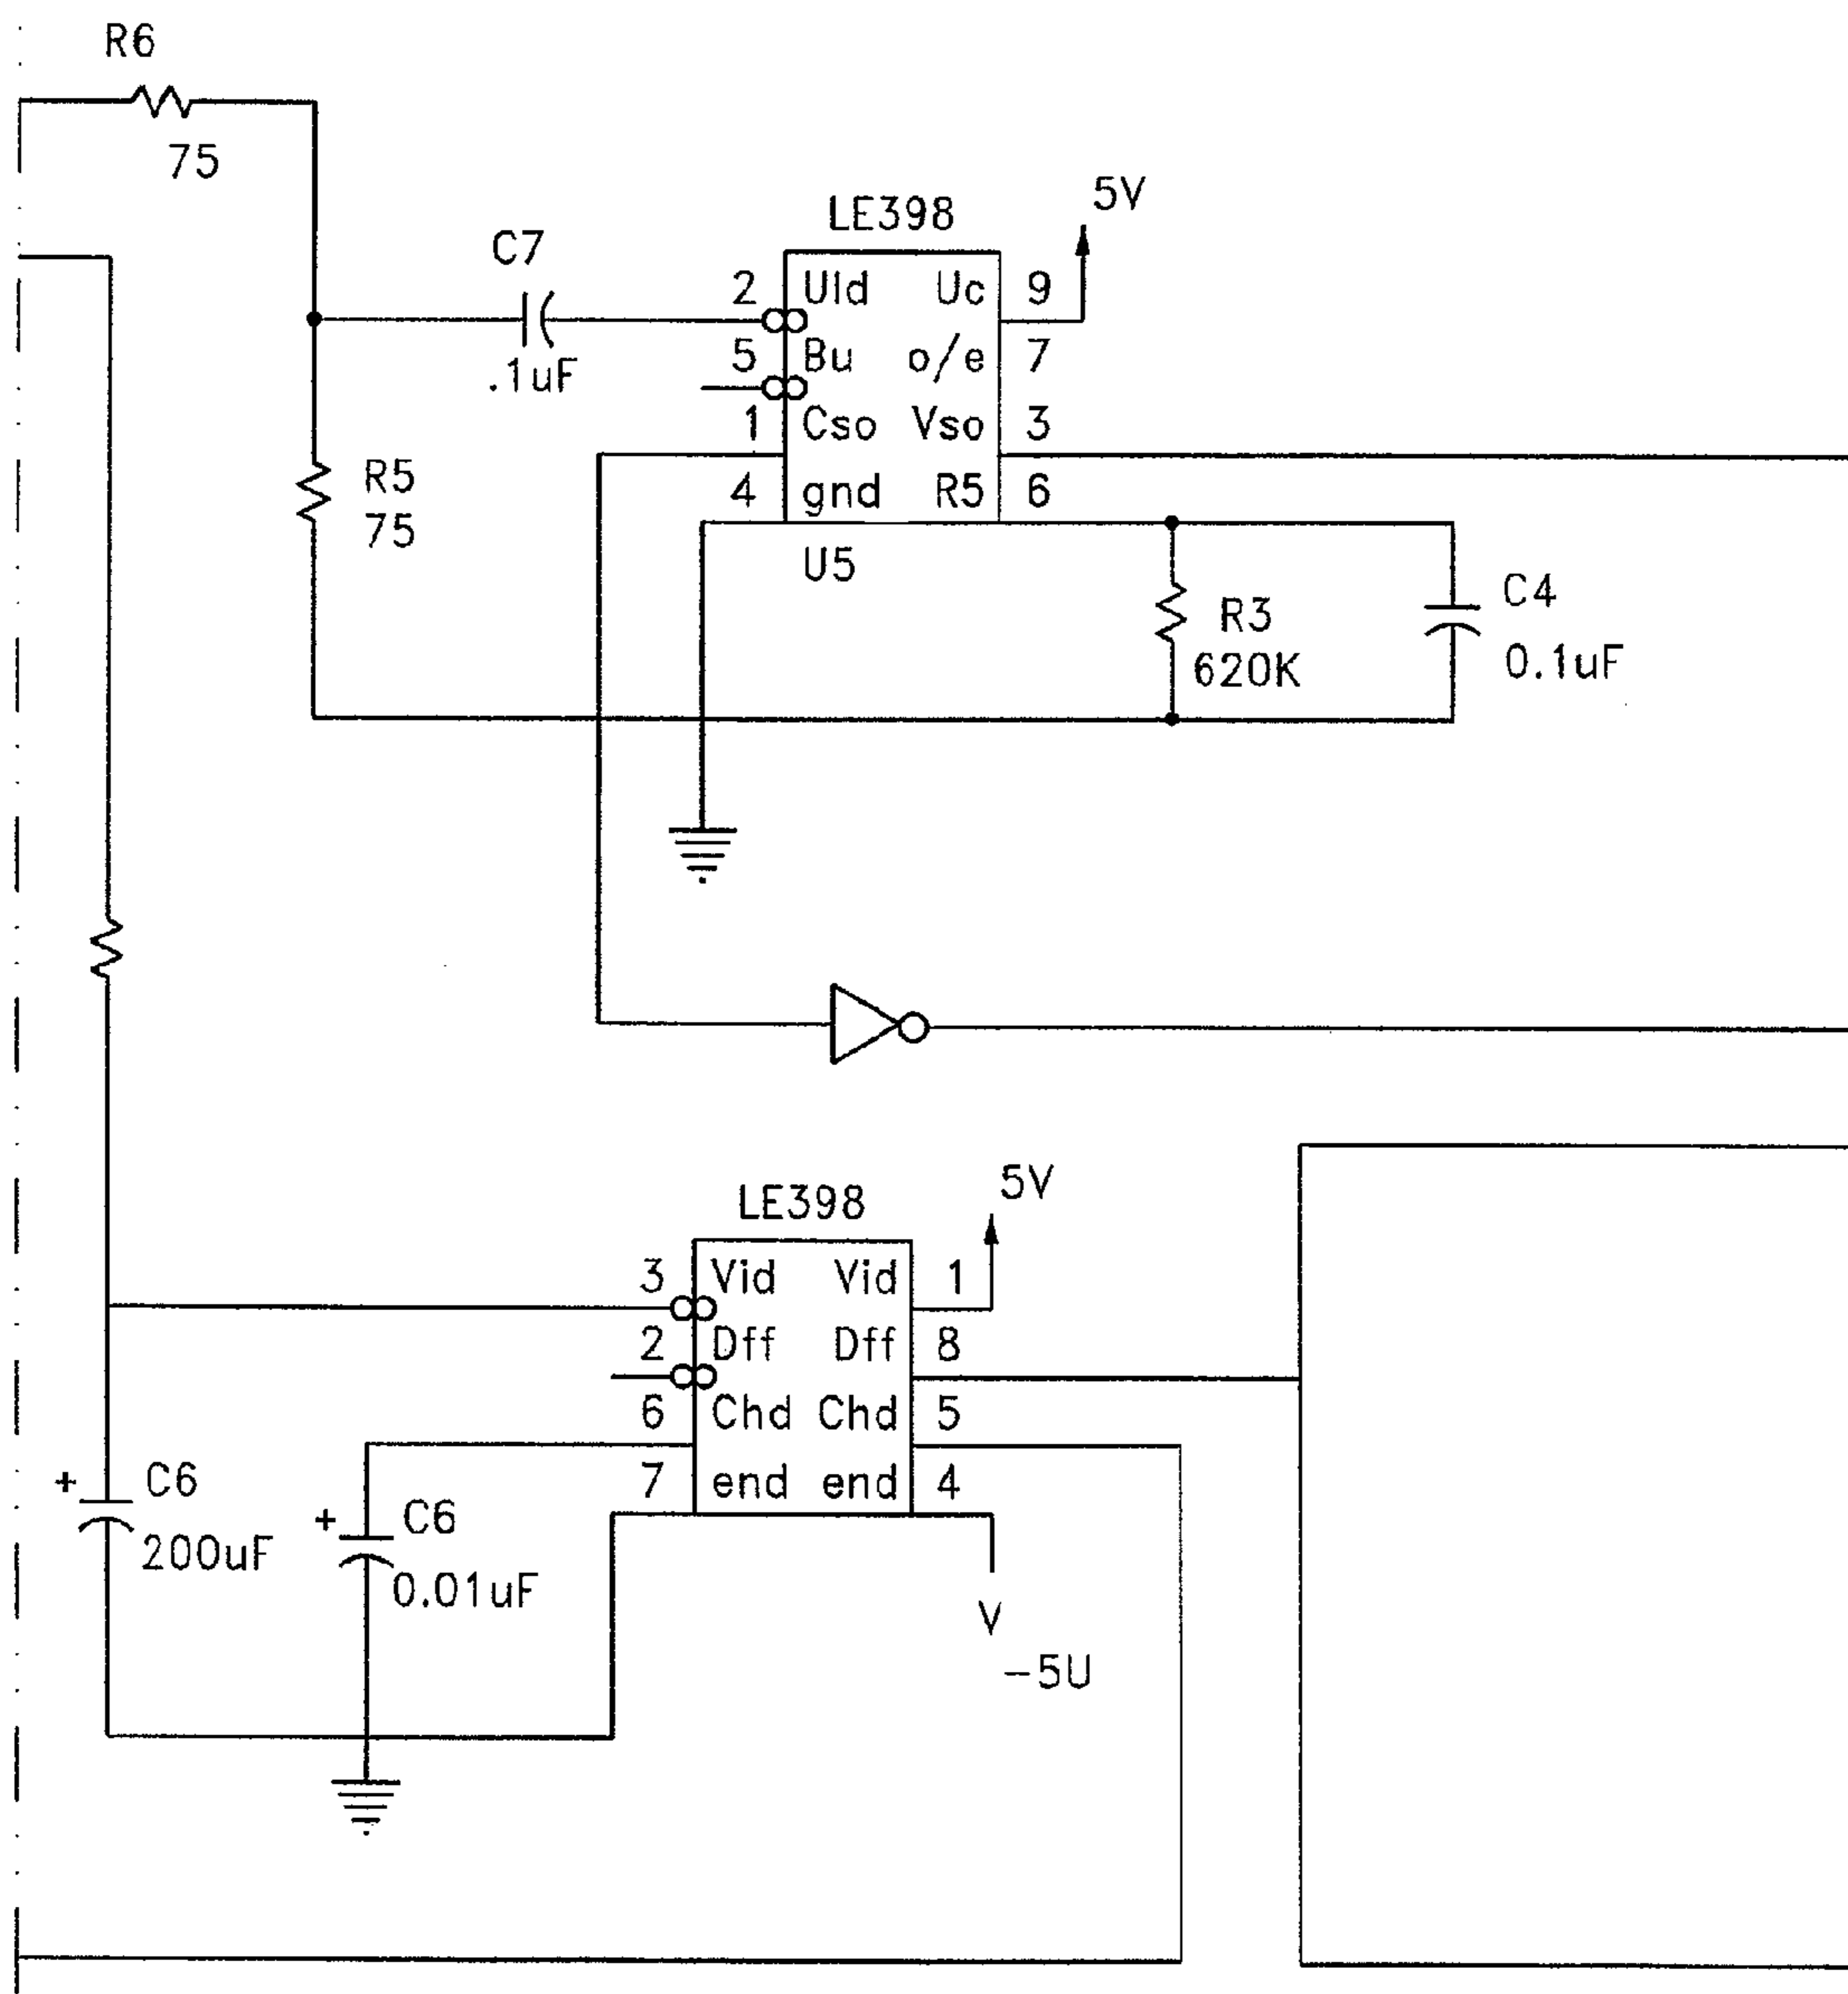 R6
75
C7
.1uF
LE398
5V
2 Uld Uc 9
5 Bu o/e 7
1 Cso Vso 3
4 gnd R5 6
U5
R5
75
R3
620K
C4
0.1uF
LE398
5V
3 Vid Vid 1
2 Dff Dff 8
6 Chd Chd 5
7 end end 4
+ C6
200uF
+ C6
0.01uF
V
-5U